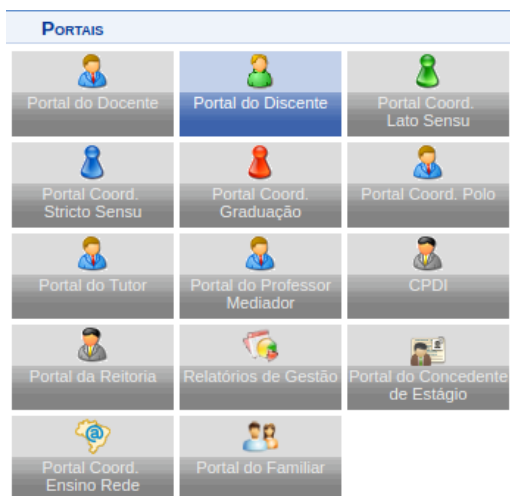 Portais
Portal do Docente
Portal do Discente
Portal Coord.
Lato Sensu
Portal Coord.
Stricto Sensu
Portal Coord.
Graduação
Portal Coord. Polo
Portal do Tutor
Portal do Professor
Mediador
CPDI
Portal da Reitoria
Relatórios de Gestão
Portal do Concedente
de Estágio
Portal Coord.
Ensino Rede
Portal do Familiar